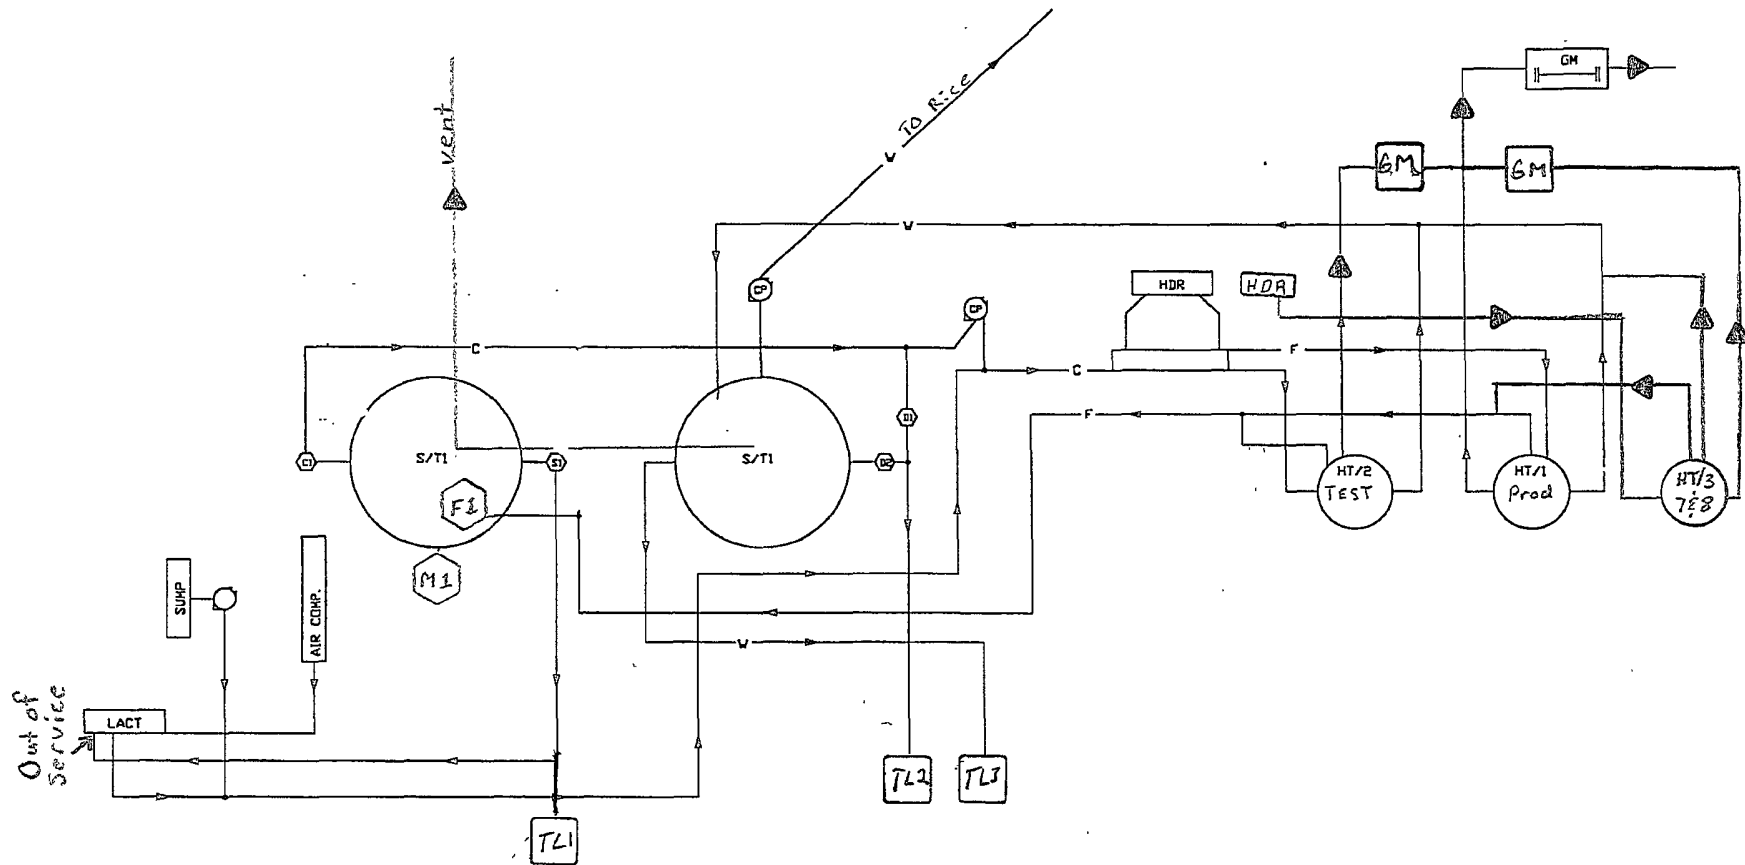 GM
vent
TO Rice
W
GM
GM
W
CP
HDR
HDR
CP
C
F
C
F
D1
C1
S/T1
S1
S/T1
D2
HT/2
TEST
HT/1
Prod
HT/3
7&8
F1
M1
SUMP
AIR COMP.
W
Out of
Service
LACT
TL2
TL3
TL1